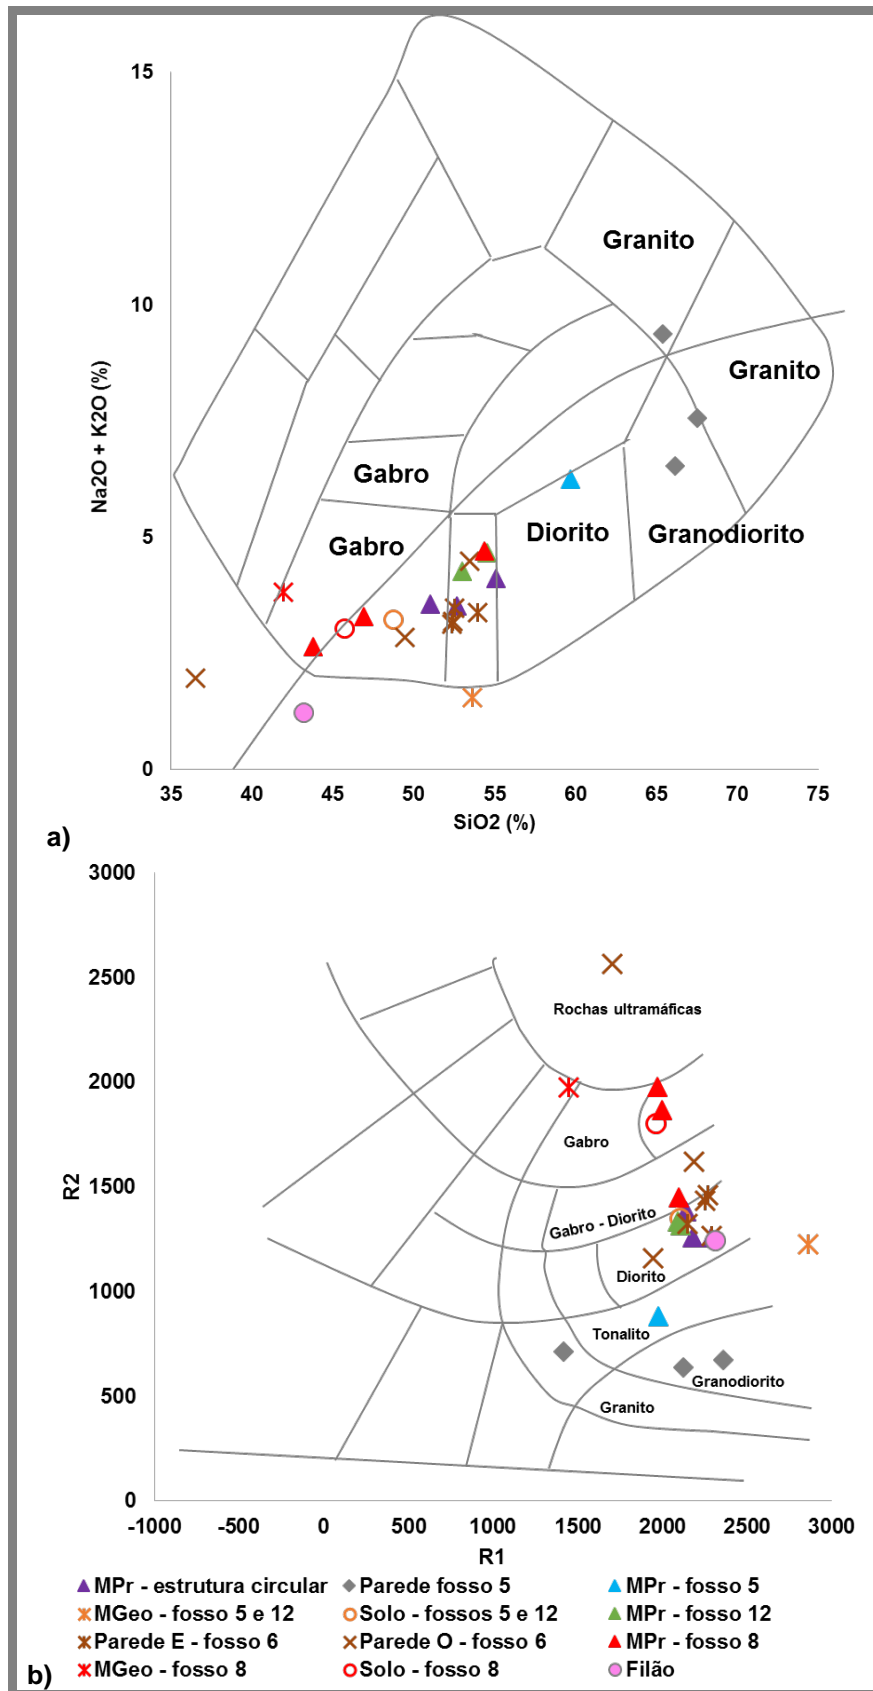 15
10
5
0
Na2O + K2O (%)
Granito
Granito
Gabro
Gabro
Diorito
Granodiorito
35 40 45 50 55 60 65 70 75
SiO2 (%)
a)
3000
2500
2000
1500
1000
500
0
R2
Rochas ultramáficas
Gabro
Gabro - Diorito
Diorito
Tonalito
Granodiorito
Granito
-1000 -500 0 500 1000 1500 2000 2500 3000
R1
MPr - estrutura circular Parede fosso 5 MPr - fosso 5
MGeo - fosso 5 e 12 Solo - fossos 5 e 12 MPr - fosso 12
Parede E - fosso 6 Parede O - fosso 6 MPr - fosso 8
MGeo - fosso 8 Solo - fosso 8 Filão
b)